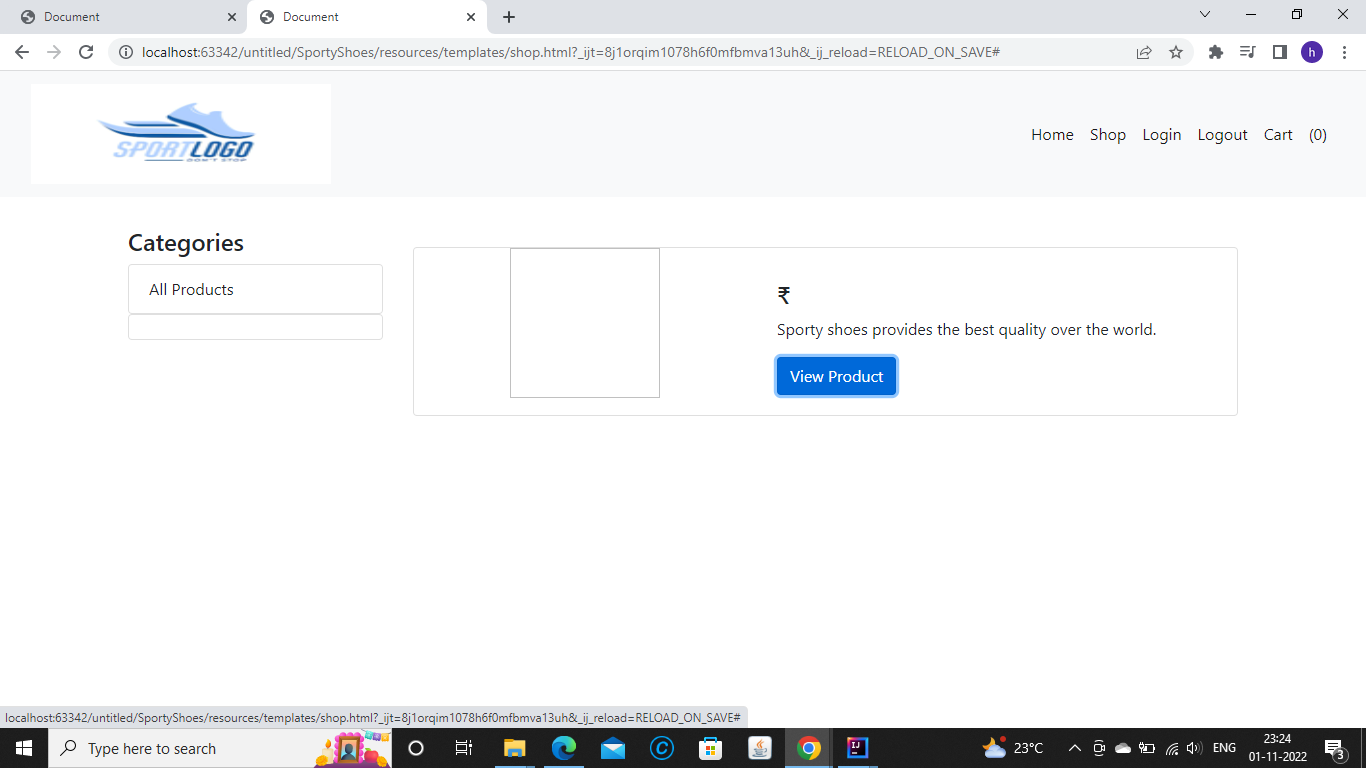 Document
Document
localhost:63342/untitled/SportyShoes/resources/templates/shop.html?_ijt=8j1orqim1078h6f0mfbmva13uh&_ij_reload=RELOAD_ON_SAVE#
h
SPORTLOGO
DON'T STOP
Home Shop Login Logout Cart (0)
Categories
All Products
₹
Sporty shoes provides the best quality over the world.
View Product
localhost:63342/untitled/SportyShoes/resources/templates/shop.html?_ijt=8j1orqim1078h6f0mfbmva13uh&_ij_reload=RELOAD_ON_SAVE#
Type here to search
C
IJ
23°C
ENG
23:24
01-11-2022
3